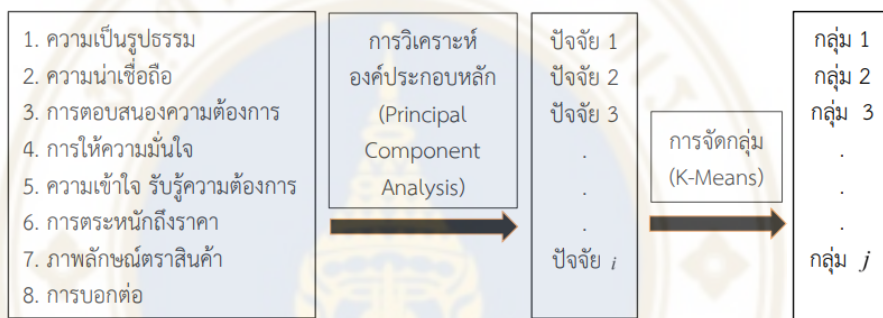 1. ความเป็นรูปธรรม
2. ความน่าเชื่อถือ
3. การตอบสนองความต้องการ
4. การให้ความมั่นใจ
5. ความเข้าใจ รับรู้ความต้องการ
6. การตระหนักถึงราคา
7. ภาพลักษณ์ตราสินค้า
8. การบอกต่อ
การวิเคราะห์
องค์ประกอบหลัก
(Principal
Component
Analysis)
ปัจจัย 1
ปัจจัย 2
ปัจจัย 3
.
.
.
ปัจจัย i
การจัดกลุ่ม
(K-Means)
กลุ่ม 1
กลุ่ม 2
กลุ่ม 3
.
.
.
กลุ่ม j